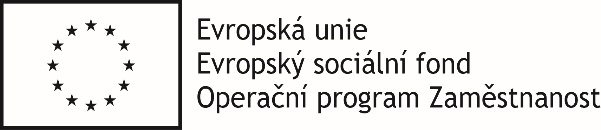 Evropská unie
Evropský sociální fond
Operační program Zaměstnanost